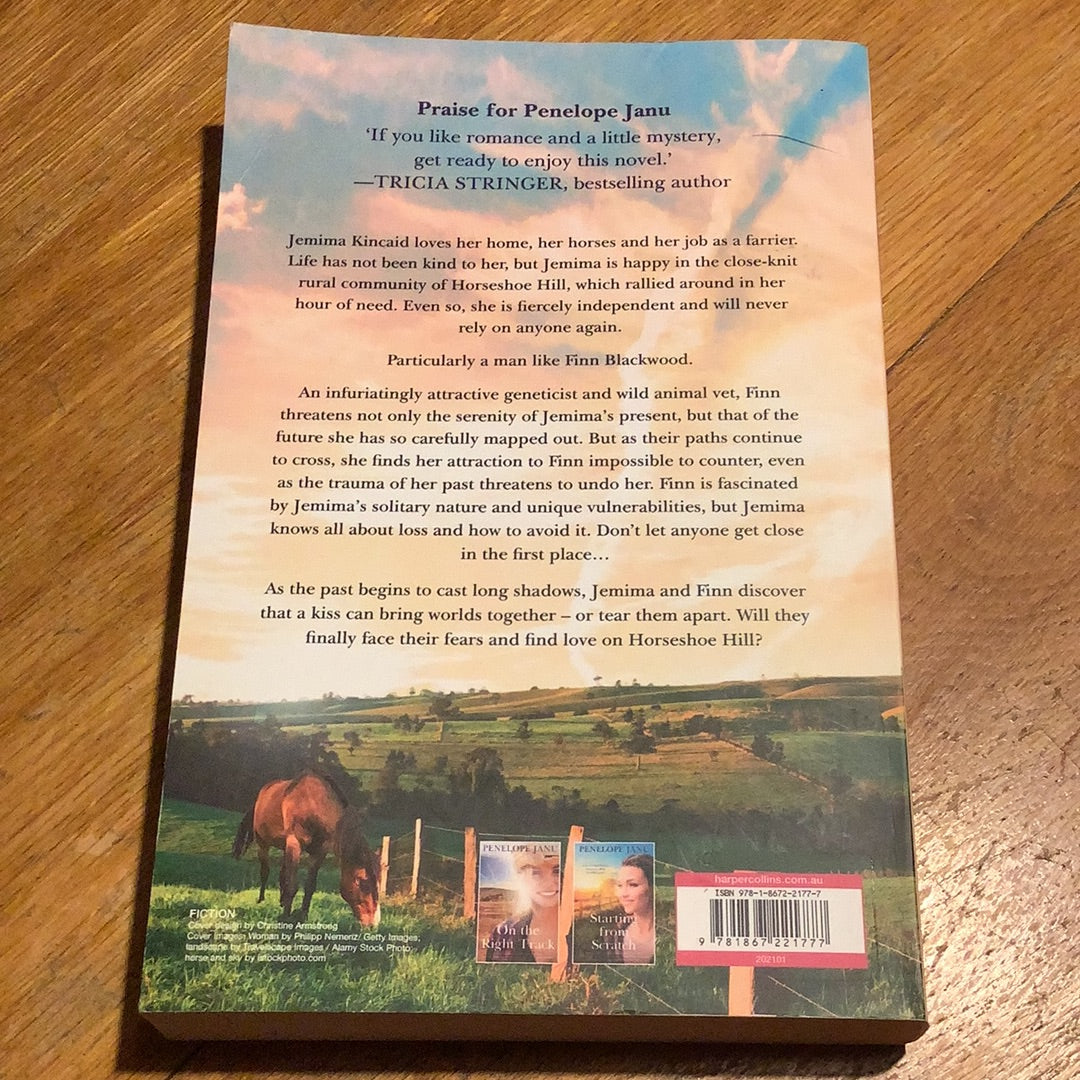 Praise for Penelope Janu
‘If you like romance and a little mystery,
get ready to enjoy this novel.’
—TRICIA STRINGER, bestselling author
Jemima Kincaid loves her home, her horses and her job as a farrier.
Life has not been kind to her, but Jemima is happy in the close-knit
rural community of Horseshoe Hill, which rallied around in her
hour of need. Even so, she is fiercely independent and will never
rely on anyone again.
Particularly a man like Finn Blackwood.
An infuriatingly attractive geneticist and wild animal vet, Finn
threatens not only the serenity of Jemima’s present, but that of the
future she has so carefully mapped out. But as their paths continue
to cross, she finds her attraction to Finn impossible to counter, even
as the trauma of her past threatens to undo her. Finn is fascinated
by Jemima’s solitary nature and unique vulnerabilities, but Jemima
knows all about loss and how to avoid it. Don’t let anyone get close
in the first place…
As the past begins to cast long shadows, Jemima and Finn discover
that a kiss can bring worlds together – or tear them apart. Will they
finally face their fears and find love on Horseshoe Hill?
FICTION
Cover design by Christine Armstrong
Cover images: Woman by Philipp Nemenz/ Getty Images;
landscape by Travelscape Images / Alamy Stock Photo;
horse and sky by istockphoto.com
PENELOPE JANU
On the
Right Track
PENELOPE JANU
Starting
from
Scratch
harpercollins.com.au
ISBN 978-1-8672-2177-7
9 781867 221777
202101